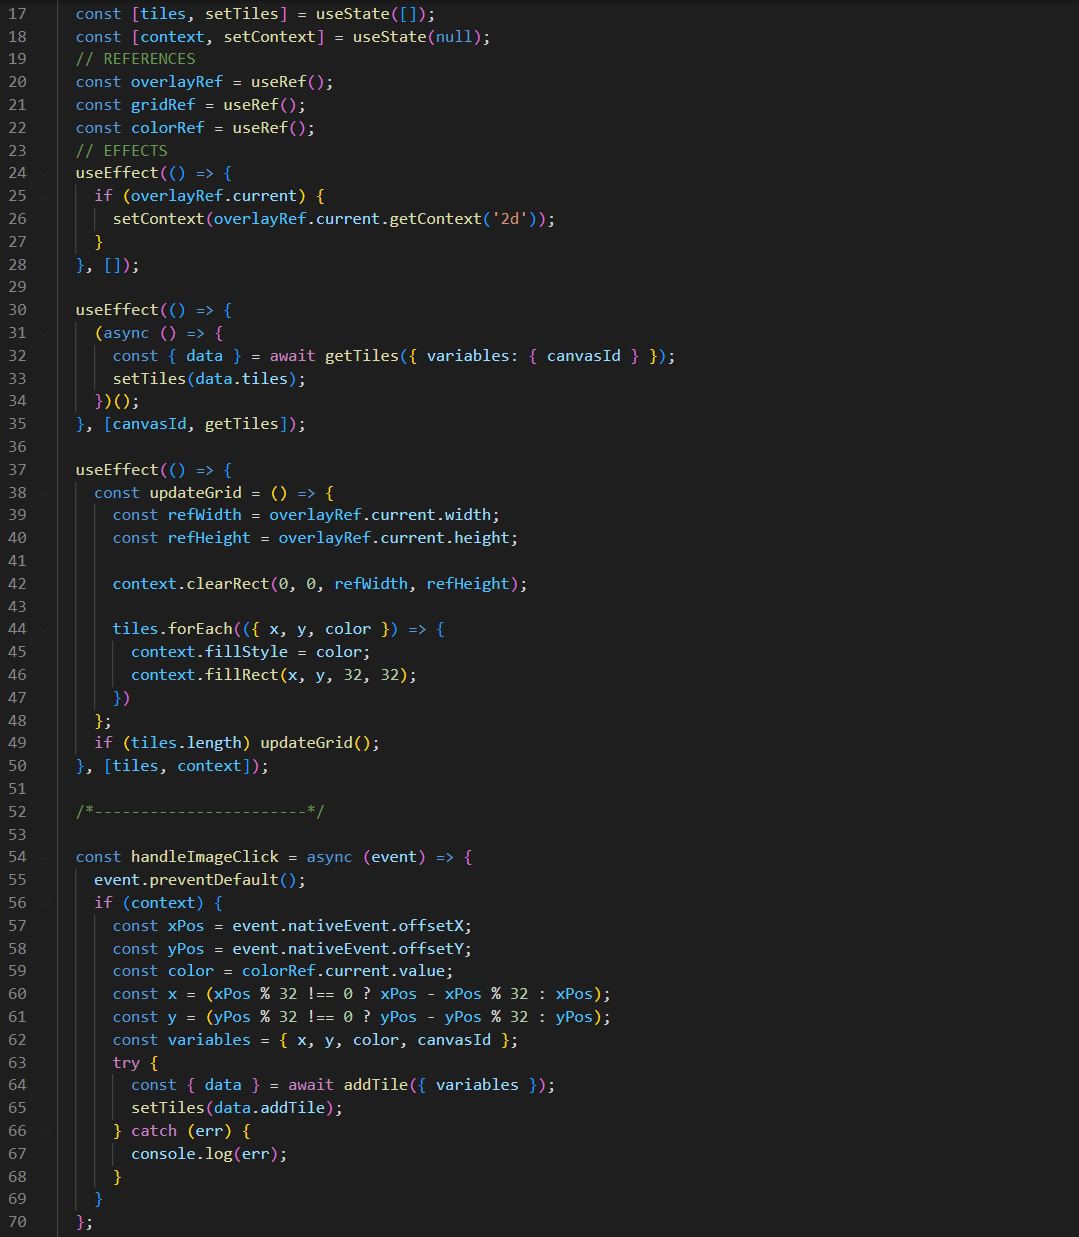 17 const [tiles, setTiles] = useState([]);
18 const [context, setContext] = useState(null);
19 // REFERENCES
20 const overlayRef = useRef();
21 const gridRef = useRef();
22 const colorRef = useRef();
23 // EFFECTS
24 useEffect(() => {
25 if (overlayRef.current) {
26 setContext(overlayRef.current.getContext('2d'));
27 }
28 }, []);
29
30 useEffect(() => {
31 (async () => {
32 const { data } = await getTiles({ variables: { canvasId } });
33 setTiles(data.tiles);
34 })();
35 }, [canvasId, getTiles]);
36
37 useEffect(() => {
38 const updateGrid = () => {
39 const refWidth = overlayRef.current.width;
40 const refHeight = overlayRef.current.height;
41
42 context.clearRect(0, 0, refWidth, refHeight);
43
44 tiles.forEach(({ x, y, color }) => {
45 context.fillStyle = color;
46 context.fillRect(x, y, 32, 32);
47 })
48 };
49 if (tiles.length) updateGrid();
50 }, [tiles, context]);
51
52 /*-----------------------*/
53
54 const handleImageClick = async (event) => {
55 event.preventDefault();
56 if (context) {
57 const xPos = event.nativeEvent.offsetX;
58 const yPos = event.nativeEvent.offsetY;
59 const color = colorRef.current.value;
60 const x = (xPos % 32 !== 0 ? xPos - xPos % 32 : xPos);
61 const y = (yPos % 32 !== 0 ? yPos - yPos % 32 : yPos);
62 const variables = { x, y, color, canvasId };
63 try {
64 const { data } = await addTile({ variables });
65 setTiles(data.addTile);
66 } catch (err) {
67 console.log(err);
68 }
69 }
70 };